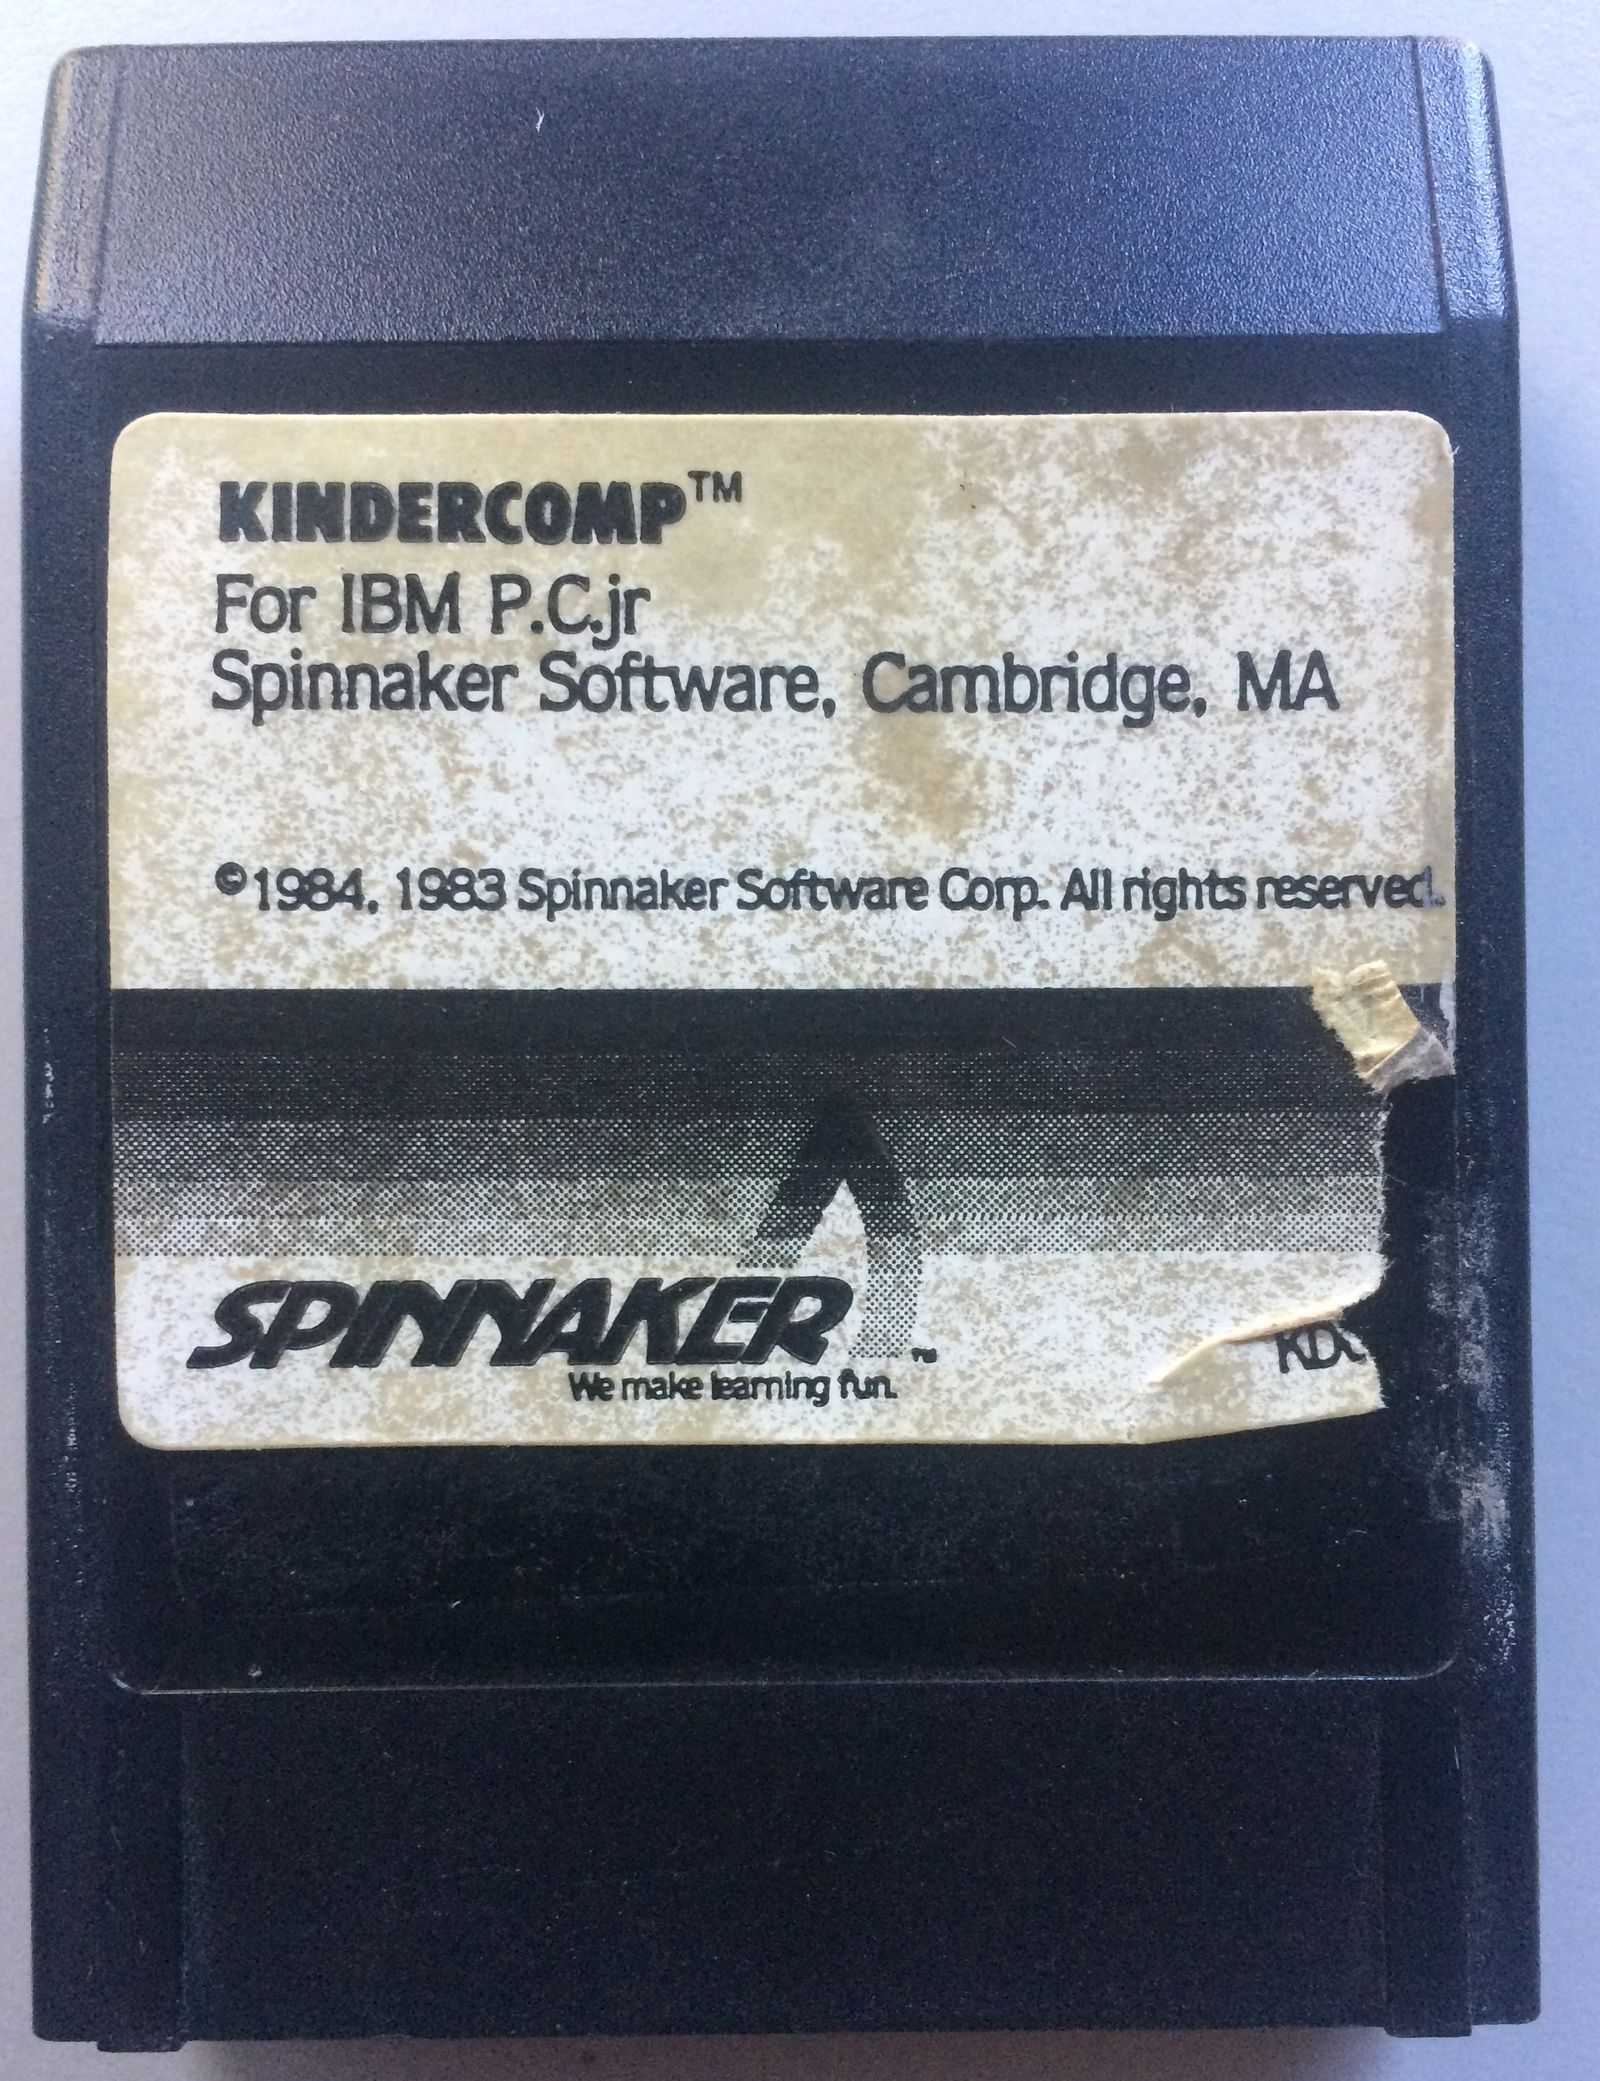 KINDERCOMP™
For IBM P.C.jr
Spinnaker Software, Cambridge, MA
©1984, 1983 Spinnaker Software Corp. All rights reserved.
SPINNAKER™
We make learning fun.